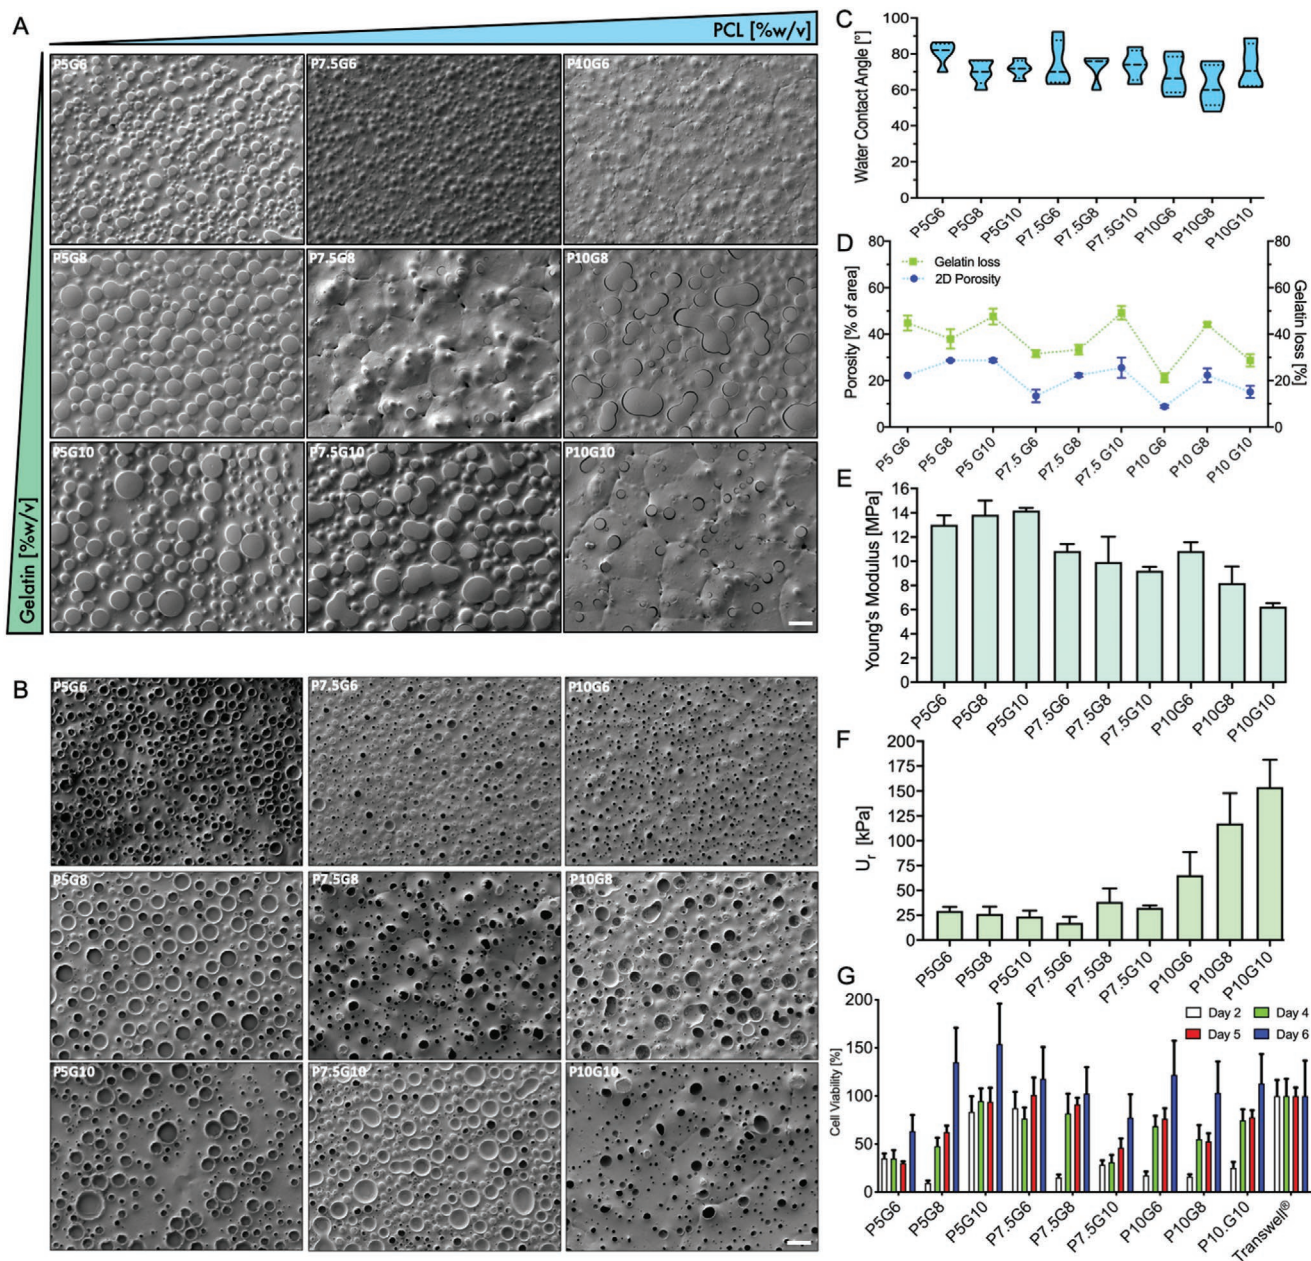 A
PCL [%w/v]
Gelatin [%w/v]
P5G6
P7.5G6
P10G6
P5G8
P7.5G8
P10G8
P5G10
P7.5G10
P10G10
B
P5G6
P7.5G6
P10G6
P5G8
P7.5G8
P10G8
P5G10
P7.5G10
P10G10
C
Water Contact Angle [°]
100
80
60
40
20
0
P5G6
P5G8
P5G10
P7.5G6
P7.5G8
P7.5G10
P10G6
P10G8
P10G10
D
Porosity [% of area]
80
60
40
20
0
Gelatin loss
2D Porosity
80
60
40
20
0
Gelatin loss [%]
P5 G6
P5 G8
P5 G10
P7.5 G6
P7.5 G8
P7.5 G10
P10 G6
P10 G8
P10 G10
E
Young's Modulus [MPa]
16
14
12
10
8
6
4
2
0
P5G6
P5G8
P5G10
P7.5G6
P7.5G8
P7.5G10
P10G6
P10G8
P10G10
F
Ur [kPa]
200
175
150
125
100
75
50
25
0
P5G6
P5G8
P5G10
P7.5G6
P7.5G8
P7.5G10
P10G6
P10G8
P10G10
G
Cell Viability [%]
200
150
100
50
0
Day 2
Day 4
Day 5
Day 6
P5G6
P5G8
P5G10
P7.5G6
P7.5G8
P7.5G10
P10G6
P10G8
P10.G10
Transwell®